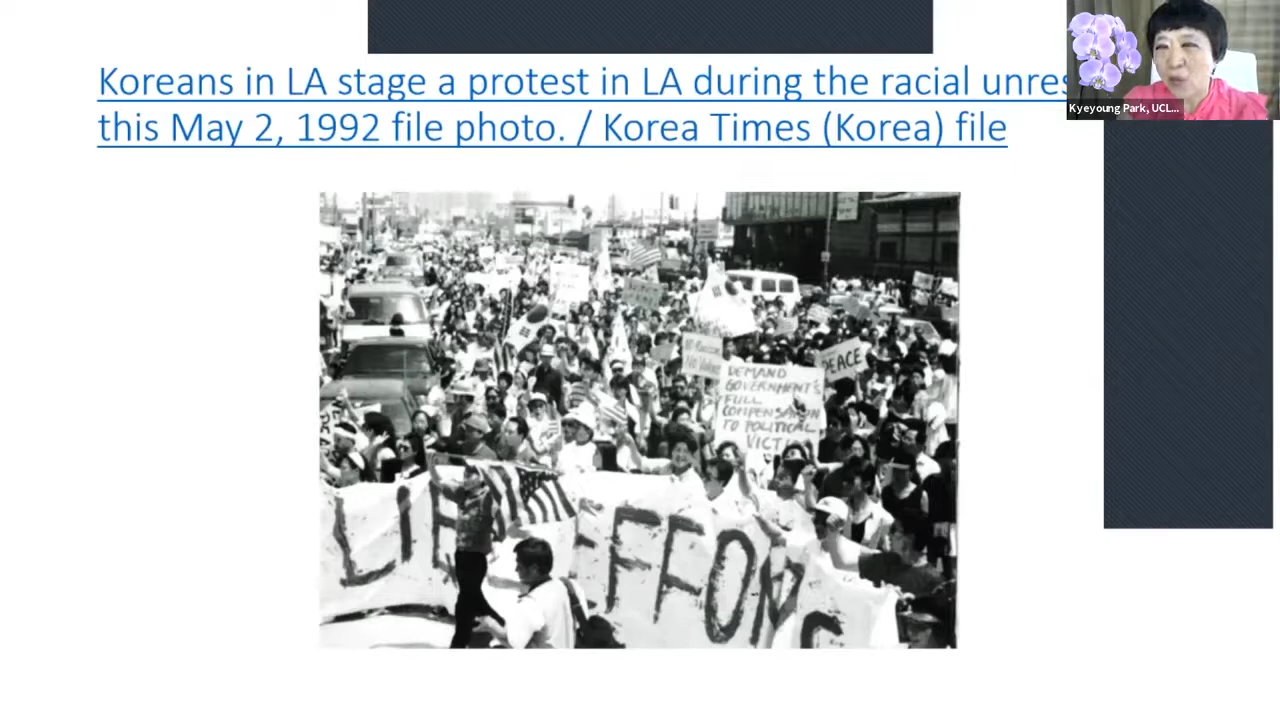 Koreans in LA stage a protest in LA during the racial unres
this May 2, 1992 file photo. / Korea Times (Korea) file
Kyeyoung Park, UCL...
PEACE
DEMAND
GOVERNMENT'S
FULL
COMPENSATION
TO POLITICAL
VICTI